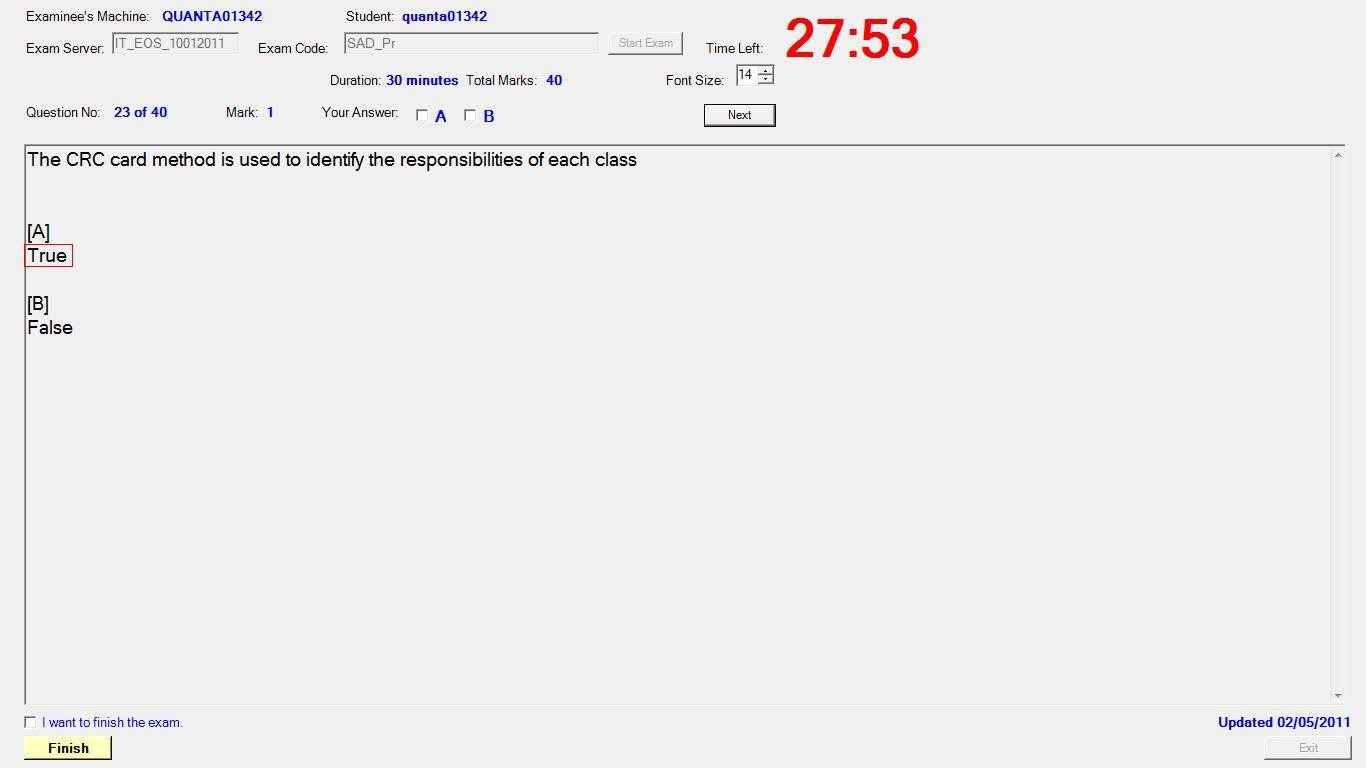 Examinee's Machine: QUANTA01342 Student: quanta01342
Exam Server: IT_EOS_10012011 Exam Code: SAD_Pr Start Exam Time Left: 27:53
Duration: 30 minutes Total Marks: 40 Font Size: 14
Question No: 23 of 40 Mark: 1 Your Answer: A B Next
The CRC card method is used to identify the responsibilities of each class
[A]
True
[B]
False
I want to finish the exam. Updated 02/05/2011
Finish Exit